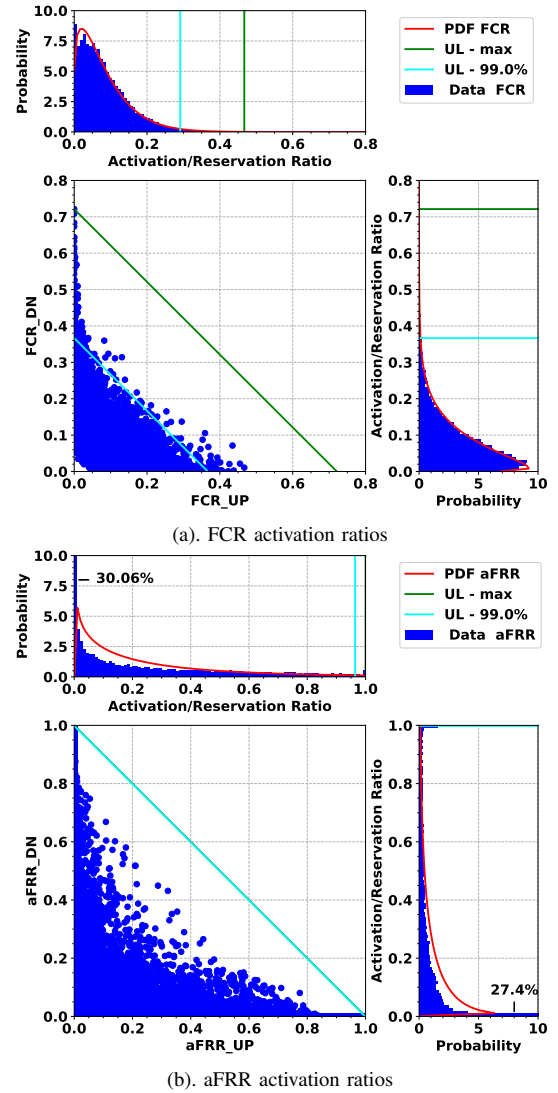 10.0
7.5
5.0
2.5
0.0
Probability
0.0 0.2 0.4 0.6 0.8
Activation/Reservation Ratio
PDF FCR
UL - max
UL - 99.0%
Data FCR
0.8
0.7
0.6
0.5
0.4
0.3
0.2
0.1
0.0
FCR_DN
0.0 0.2 0.4 0.6 0.8
FCR_UP
0.8
0.7
0.6
0.5
0.4
0.3
0.2
0.1
0.0
Activation/Reservation Ratio
0 5 10
Probability
(a). FCR activation ratios
10.0
7.5
5.0
2.5
0.0
Probability
30.06%
0.0 0.2 0.4 0.6 0.8 1.0
Activation/Reservation Ratio
PDF aFRR
UL - max
UL - 99.0%
Data aFRR
1.0
0.8
0.6
0.4
0.2
0.0
aFRR_DN
0.0 0.2 0.4 0.6 0.8 1.0
aFRR_UP
1.0
0.8
0.6
0.4
0.2
0.0
Activation/Reservation Ratio
27.4%
0 5 10
Probability
(b). aFRR activation ratios